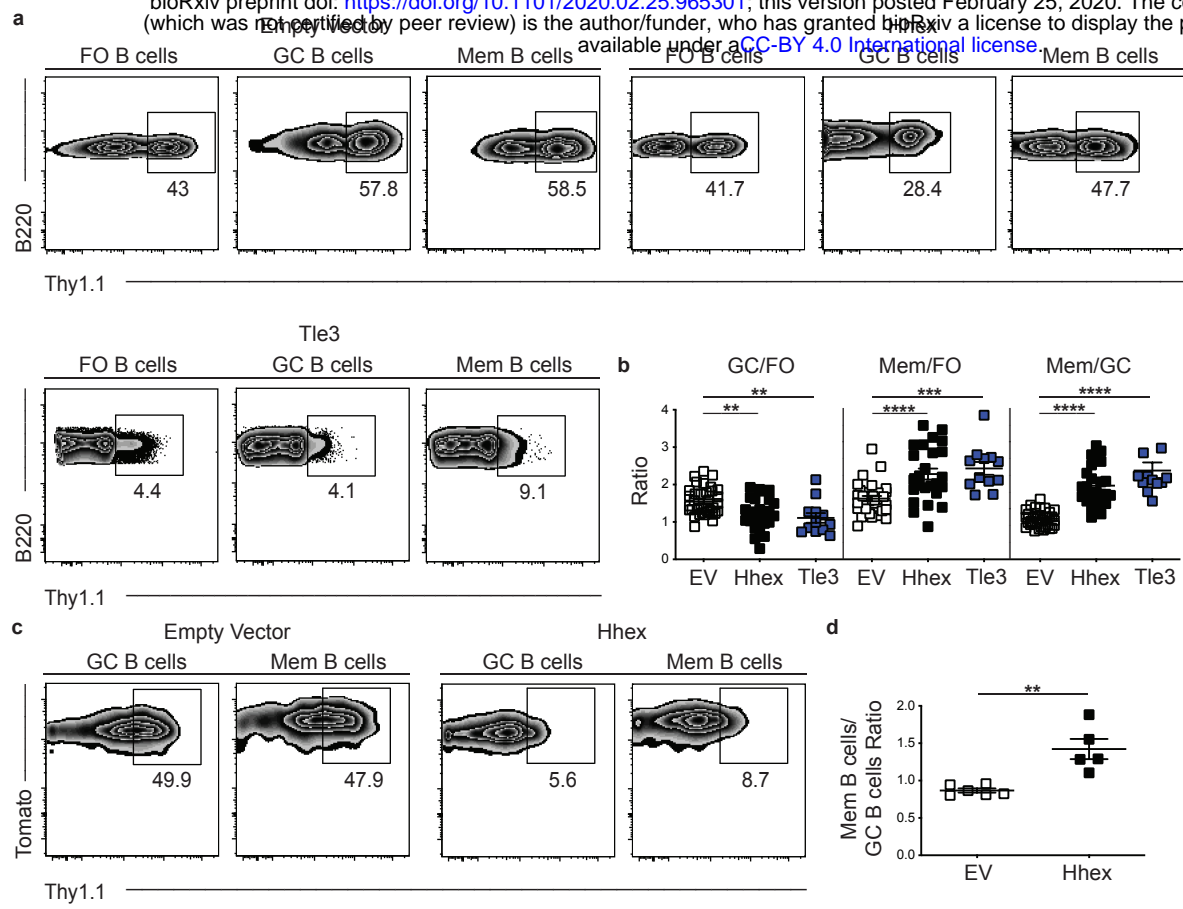 bioRxiv preprint doi: https://doi.org/10.1101/2020.02.25.965301; this version posted February 25, 2020. The co
(which was not certified by peer review) is the author/funder, who has granted bioRxiv a license to display the p
available under aCC-BY 4.0 International license.
a
Empty Vector
Hhex
FO B cells
GC B cells
Mem B cells
FO B cells
GC B cells
Mem B cells
43
57.8
58.5
41.7
28.4
47.7
B220
Thy1.1
Tle3
FO B cells
GC B cells
Mem B cells
4.4
4.1
9.1
B220
Thy1.1
b
GC/FO
Mem/FO
Mem/GC
**
***
****
**
****
****
Ratio
4
3
2
1
0
EV Hhex Tle3 EV Hhex Tle3 EV Hhex Tle3
c
Empty Vector
Hhex
GC B cells
Mem B cells
GC B cells
Mem B cells
49.9
47.9
5.6
8.7
Tomato
Thy1.1
d
**
Mem B cells/
GC B cells Ratio
2.0
1.5
1.0
0.5
0.0
EV Hhex